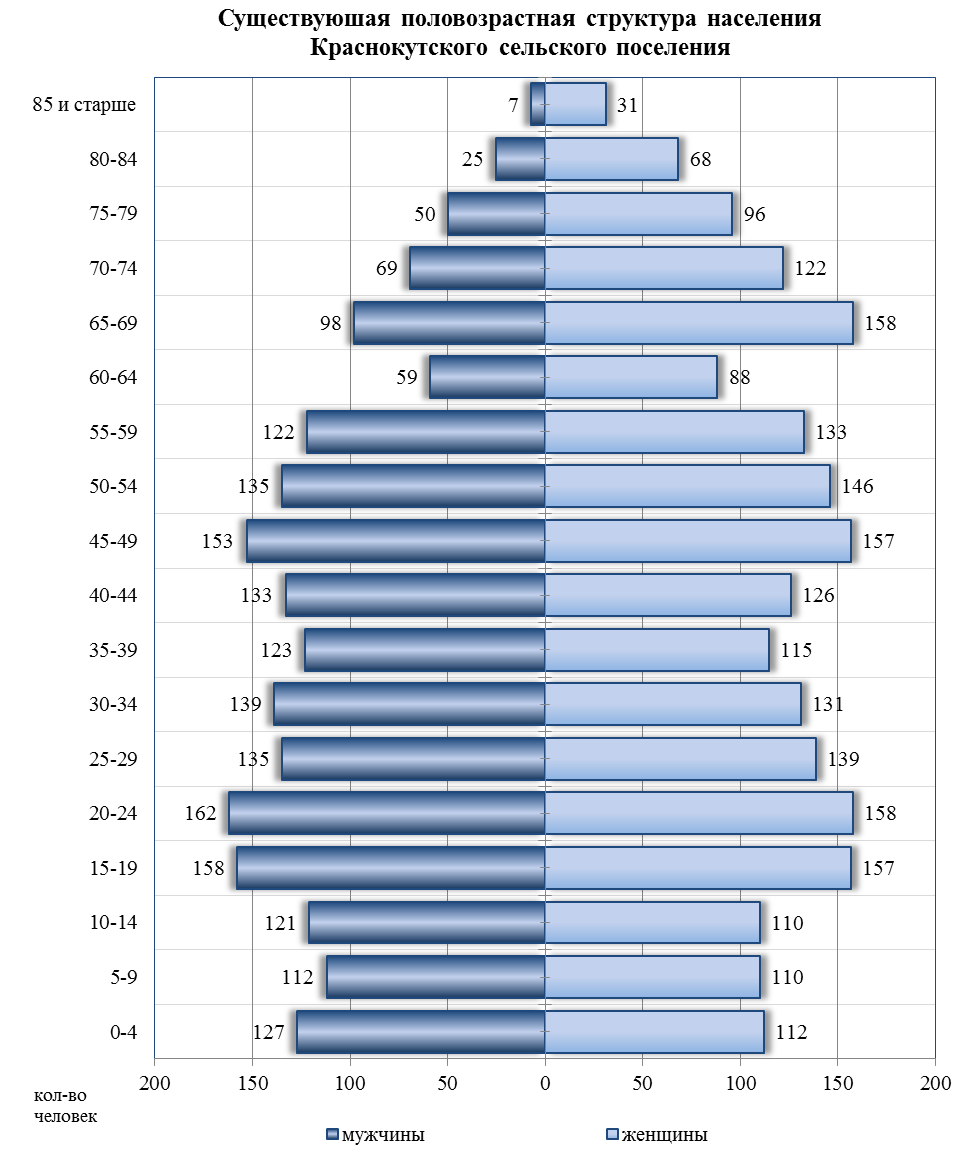 Существуюшая половозрастная структура населения
Краснокутского сельского поселения
85 и старше 7 31
80-84 25 68
75-79 50 96
70-74 69 122
65-69 98 158
60-64 59 88
55-59 122 133
50-54 135 146
45-49 153 157
40-44 133 126
35-39 123 115
30-34 139 131
25-29 135 139
20-24 162 158
15-19 158 157
10-14 121 110
5-9 112 110
0-4 127 112
200 150 100 50 0 50 100 150 200
кол-во
человек
мужчины женщины